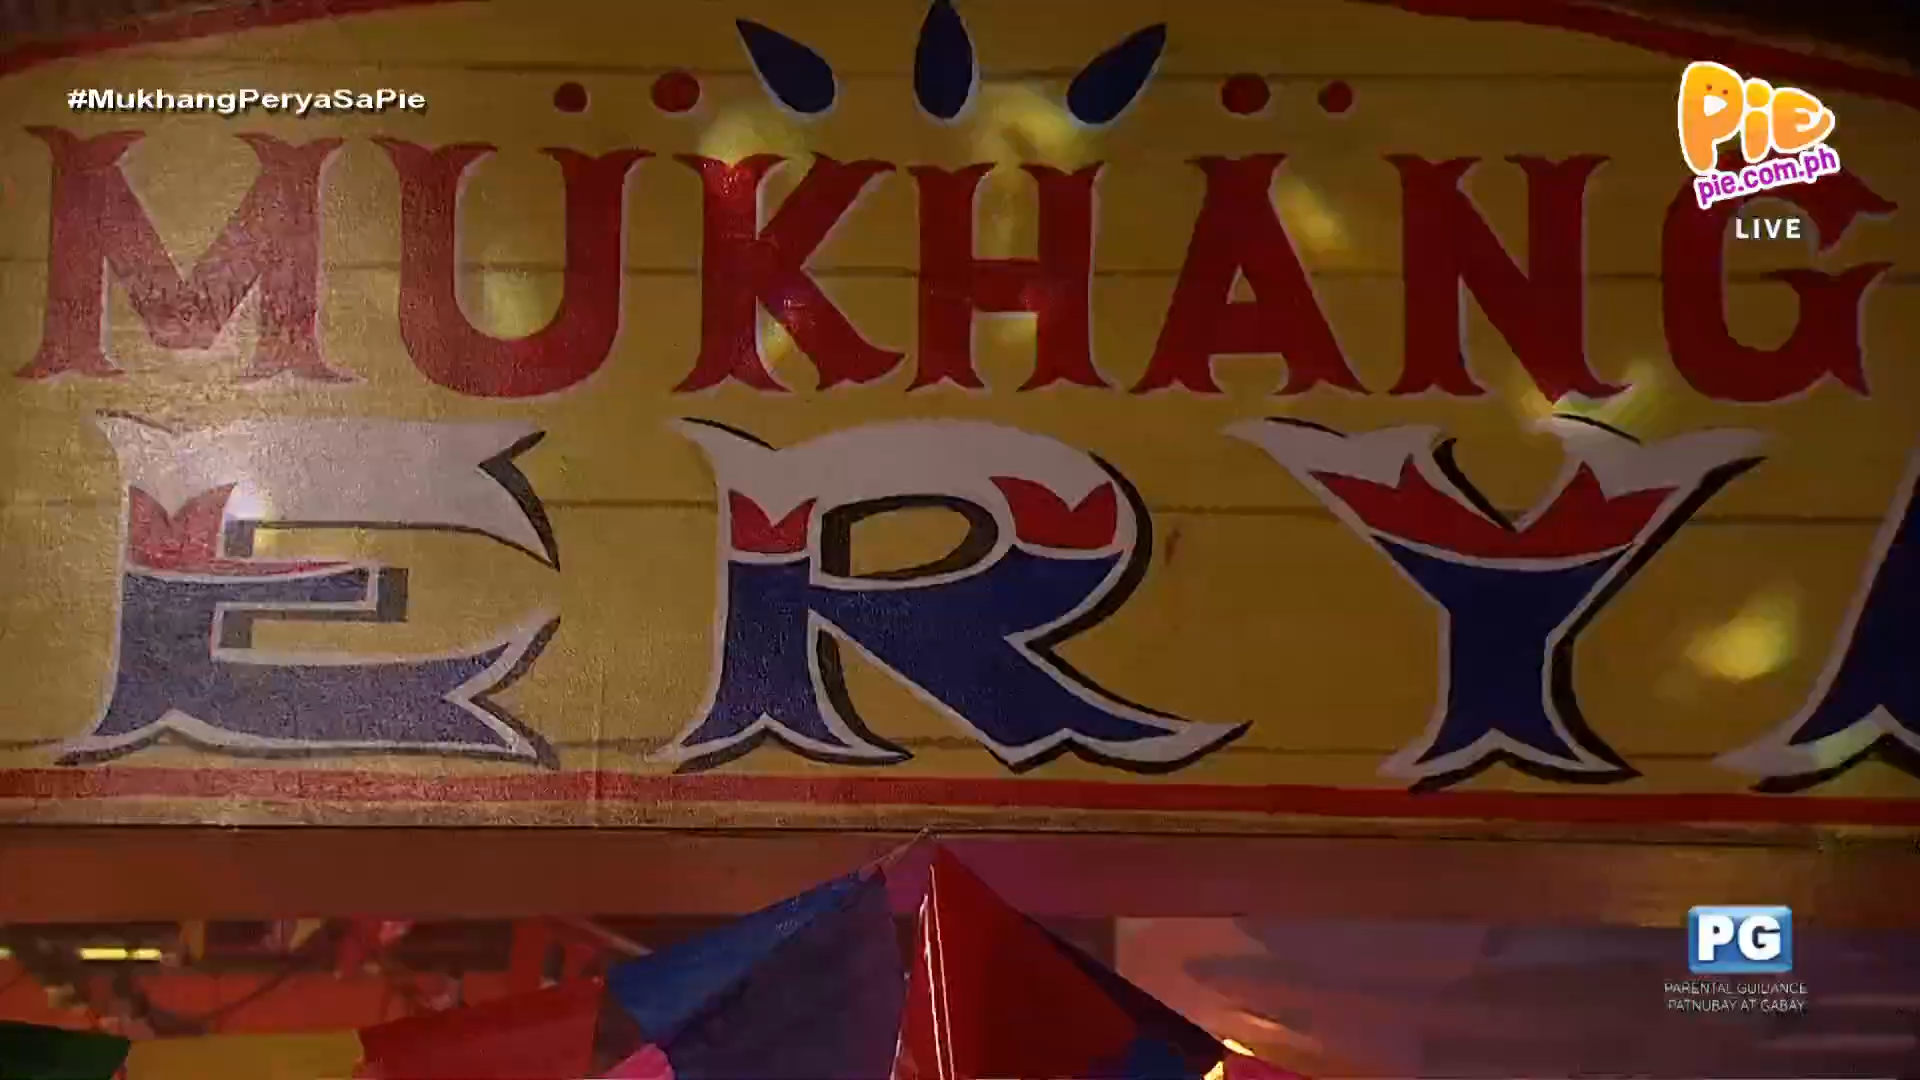 #MukhangPeryaSaPie
Pie
pie.com.ph
LIVE
MÜKHÄNG
ERYA
PG
PARENTAL GUIDANCE
PATNUBAY AT GABAY